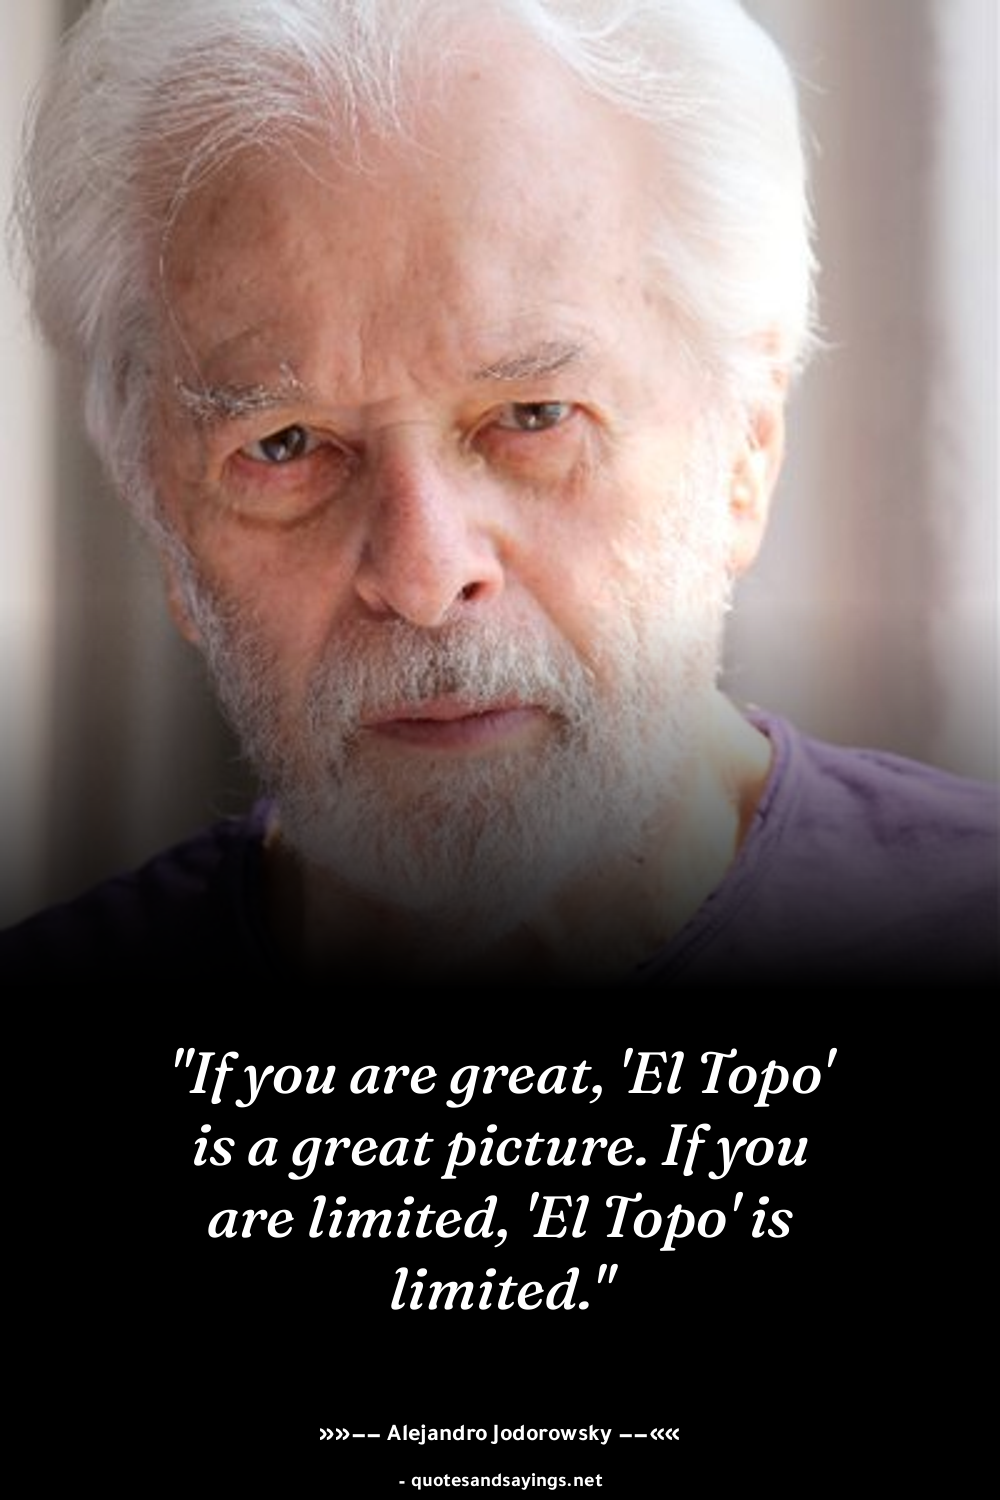 "If you are great, 'El Topo'
is a great picture. If you
are limited, 'El Topo' is
limited."
»»—— Alejandro Jodorowsky ——««
- quotesandsayings.net